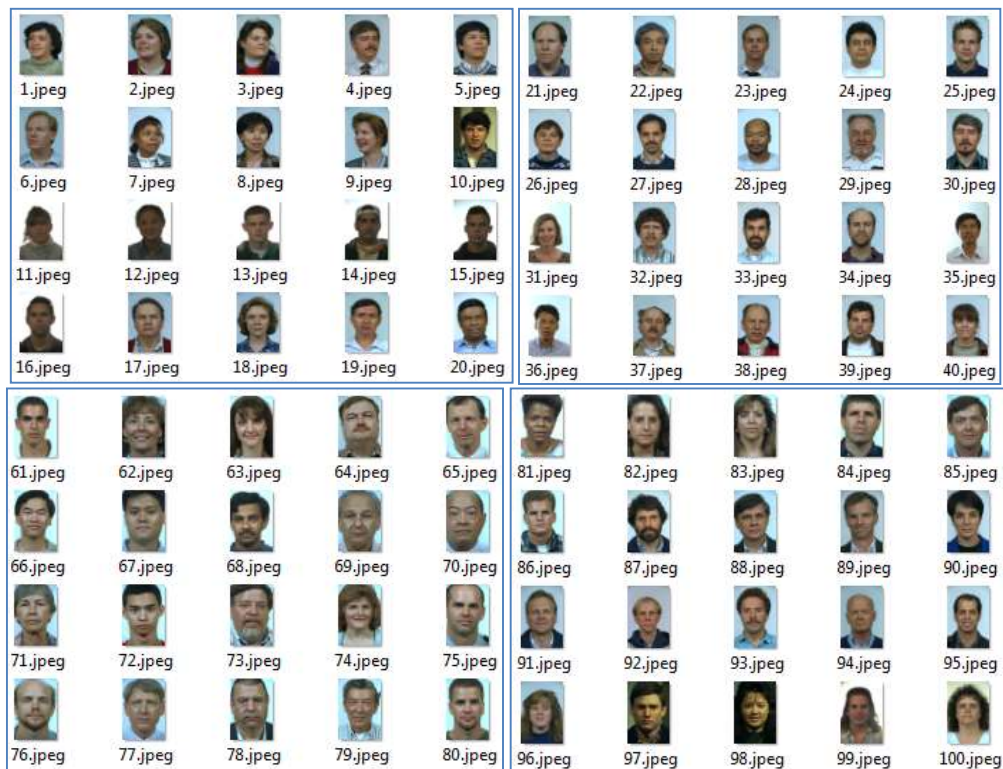 1.jpeg 2.jpeg 3.jpeg 4.jpeg 5.jpeg
6.jpeg 7.jpeg 8.jpeg 9.jpeg 10.jpeg
11.jpeg 12.jpeg 13.jpeg 14.jpeg 15.jpeg
16.jpeg 17.jpeg 18.jpeg 19.jpeg 20.jpeg
21.jpeg 22.jpeg 23.jpeg 24.jpeg 25.jpeg
26.jpeg 27.jpeg 28.jpeg 29.jpeg 30.jpeg
31.jpeg 32.jpeg 33.jpeg 34.jpeg 35.jpeg
36.jpeg 37.jpeg 38.jpeg 39.jpeg 40.jpeg
61.jpeg 62.jpeg 63.jpeg 64.jpeg 65.jpeg
66.jpeg 67.jpeg 68.jpeg 69.jpeg 70.jpeg
71.jpeg 72.jpeg 73.jpeg 74.jpeg 75.jpeg
76.jpeg 77.jpeg 78.jpeg 79.jpeg 80.jpeg
81.jpeg 82.jpeg 83.jpeg 84.jpeg 85.jpeg
86.jpeg 87.jpeg 88.jpeg 89.jpeg 90.jpeg
91.jpeg 92.jpeg 93.jpeg 94.jpeg 95.jpeg
96.jpeg 97.jpeg 98.jpeg 99.jpeg 100.jpeg